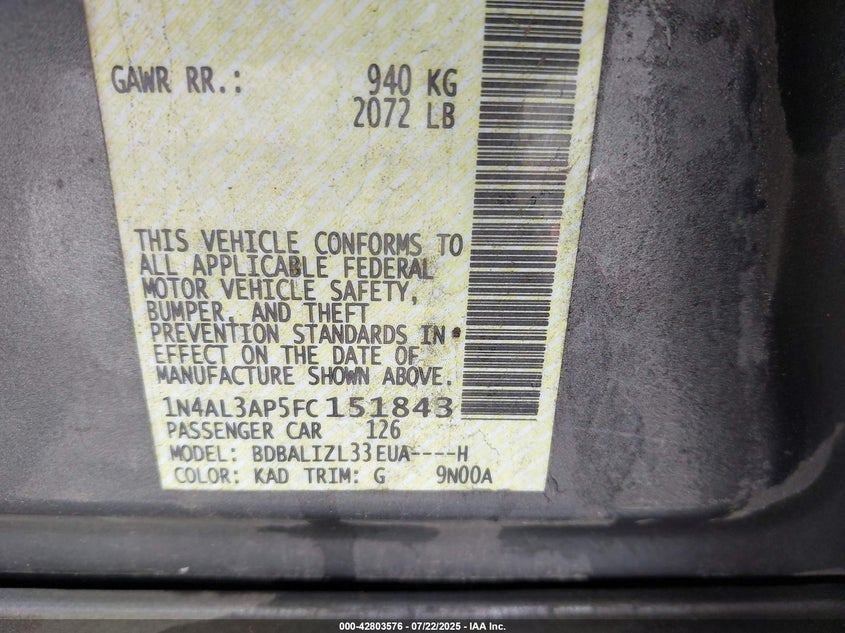 GAWR RR.: 940 KG
2072 LB
THIS VEHICLE CONFORMS TO
ALL APPLICABLE FEDERAL
MOTOR VEHICLE SAFETY,
BUMPER, AND THEFT
PREVENTION STANDARDS IN
EFFECT ON THE DATE OF
MANUFACTURE SHOWN ABOVE.
1N4AL3AP5FC151843
PASSENGER CAR 126
MODEL: BDBALIZL33EUA----H
COLOR: KAD TRIM: G 9N00A
000-42803576 - 07/22/2025 - IAA Inc.